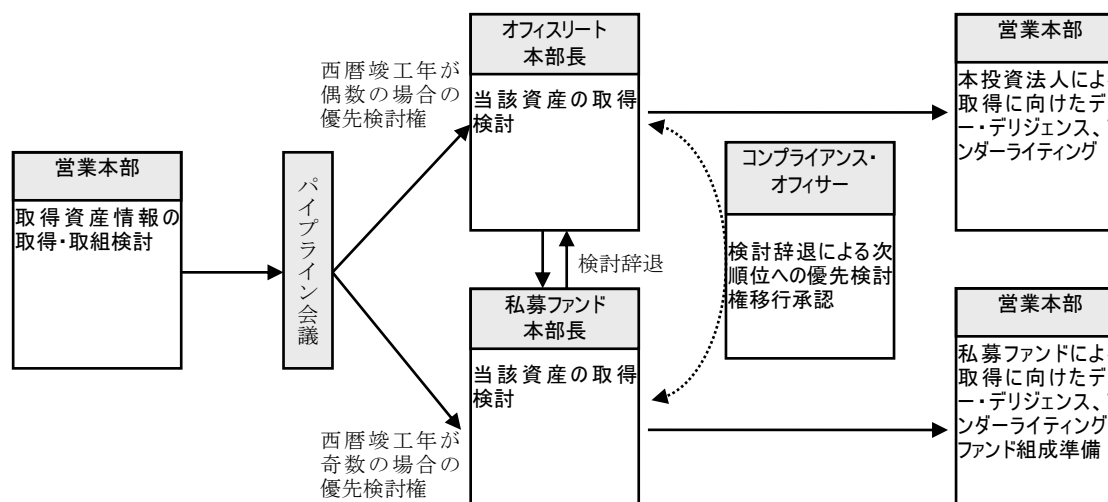 営業本部
取得資産情報の
取得・取組検討
パイプライン会議
西暦竣工年が
偶数の場合の
優先検討権
西暦竣工年が
奇数の場合の
優先検討権
オフィスリート
本部長
当該資産の取得
検討
検討辞退
私募ファンド
本部長
当該資産の取得
検討
コンプライアンス・
オフィサー
検討辞退による次
順位への優先検討
権移行承認
営業本部
本投資法人によ
取得に向けたデ
ー・デリジェンス、
ンダーライティング
営業本部
私募ファンドによ
取得に向けたデ
ー・デリジェンス、
ンダーライティング
ファンド組成準備